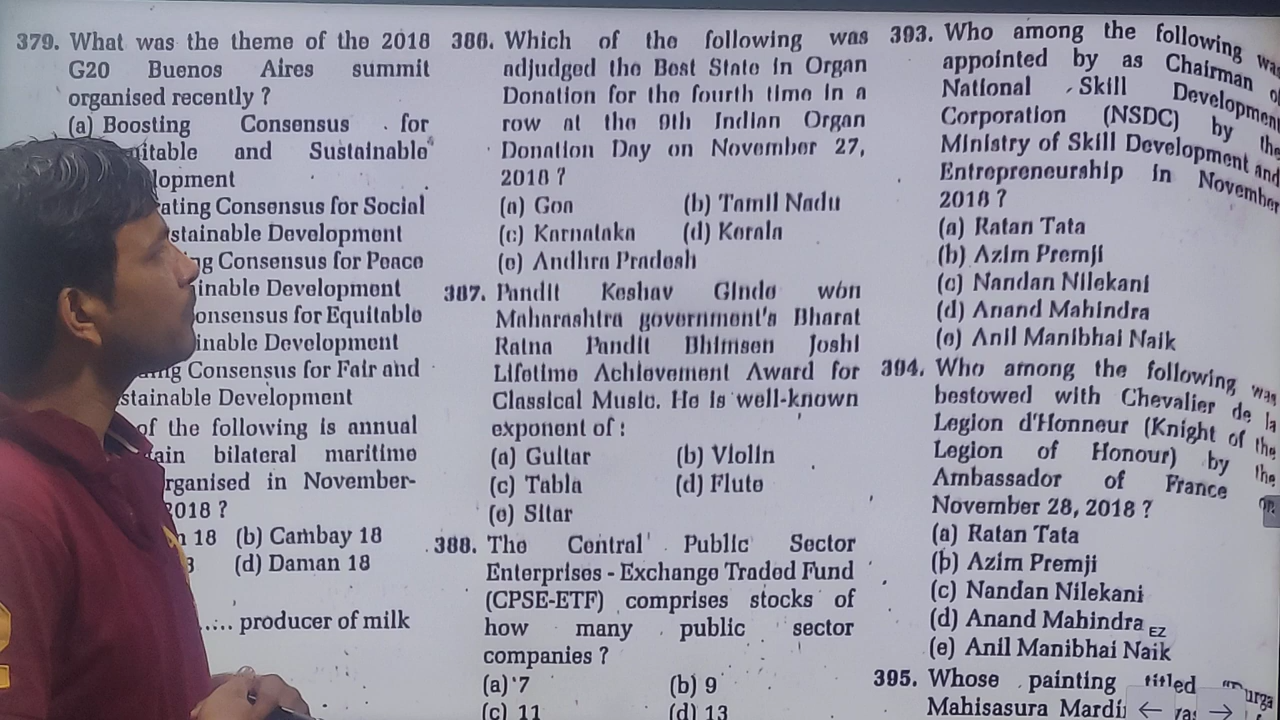 379. What was the theme of the 2018
G20 Buenos Aires summit
organised recently ?
(a) Boosting Consensus for
and Sustainable
Consensus for Social
Development
Consensus for Peace
Development
for Equitable
Development
Consensus for Fair and
Development
of the following is annual
bilateral maritime
in November-
2018 ?
18 (b) Cambay 18
(d) Daman 18
..... producer of milk
386. Which of the following was
adjudged the Best State in Organ
Donation for the fourth time in a
row at the 9th Indian Organ
Donation Day on November 27,
2018 ?
(a) Goa (b) Tamil Nadu
(c) Karnataka (d) Kerala
(e) Andhra Pradesh
387. Pandit Keshav Ginde won
Maharashtra government's Bharat
Ratna Pandit Bhimsen Joshi
Lifetime Achievement Award for
Classical Music. He is well-known
exponent of :
(a) Guitar (b) Violin
(c) Tabla (d) Flute
(e) Sitar
388. The Central Public Sector
Enterprises - Exchange Traded Fund
(CPSE-ETF) comprises stocks of
how many public sector
companies ?
(a) 7 (b) 9
(c) 11 (d) 13
393. Who among the following was
appointed by as Chairman of
National Skill Development
Corporation (NSDC) by the
Ministry of Skill Development and
Entrepreneurship in November
2018 ?
(a) Ratan Tata
(b) Azim Premji
(c) Nandan Nilekani
(d) Anand Mahindra
(e) Anil Manibhai Naik
394. Who among the following was
bestowed with Chevalier de la
Legion d'Honneur (Knight of the
Legion of Honour) by the
Ambassador of France on
November 28, 2018 ?
(a) Ratan Tata
(b) Azim Premji
(c) Nandan Nilekani
(d) Anand Mahindra
EZ
(e) Anil Manibhai Naik
395. Whose painting titled
Mahisasura